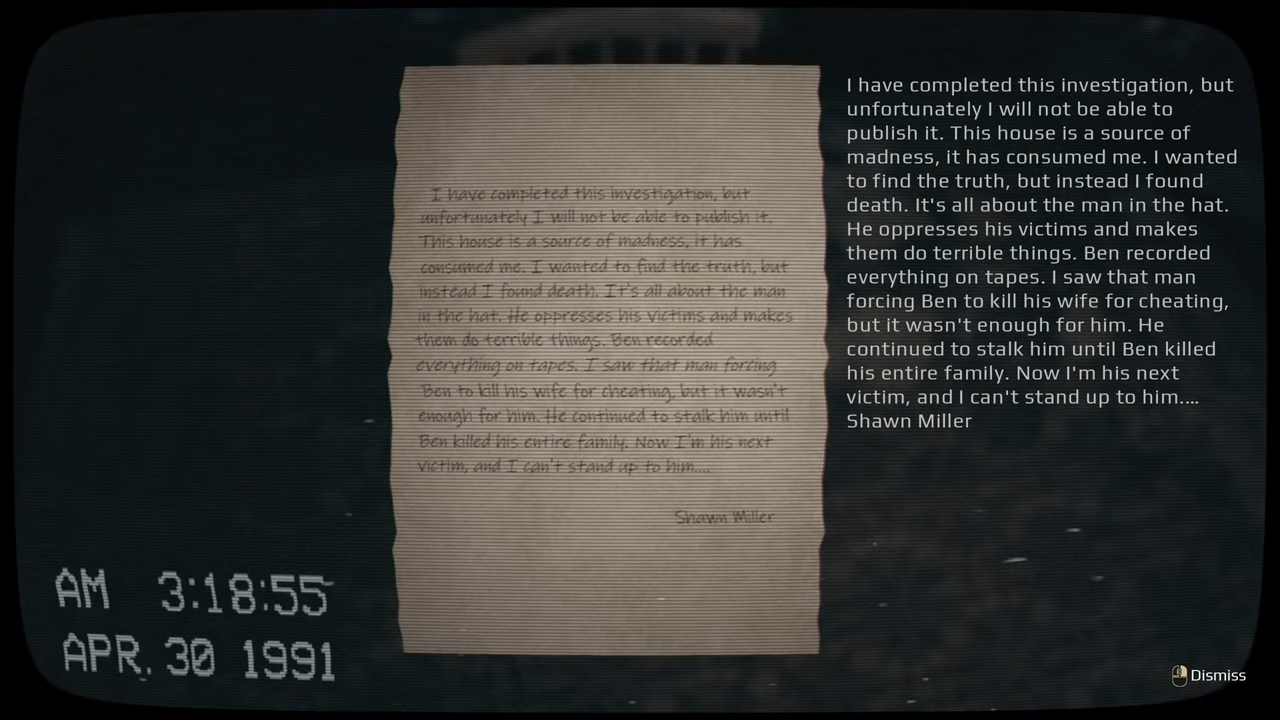 I have completed this investigation, but
unfortunately I will not be able to publish it.
This house is a source of madness, it has
consumed me. I wanted to find the truth, but
instead I found death. It's all about the man
in the hat. He oppresses his victims and makes
them do terrible things. Ben recorded
everything on tapes. I saw that man forcing
Ben to kill his wife for cheating, but it wasn't
enough for him. He continued to stalk him until
Ben killed his entire family. Now I'm his next
victim, and I can't stand up to him....
Shawn Miller
I have completed this investigation, but
unfortunately I will not be able to
publish it. This house is a source of
madness, it has consumed me. I wanted
to find the truth, but instead I found
death. It's all about the man in the hat.
He oppresses his victims and makes
them do terrible things. Ben recorded
everything on tapes. I saw that man
forcing Ben to kill his wife for cheating,
but it wasn't enough for him. He
continued to stalk him until Ben killed
his entire family. Now I'm his next
victim, and I can't stand up to him....
Shawn Miller
AM 3:18:55
APR. 30 1991
Dismiss